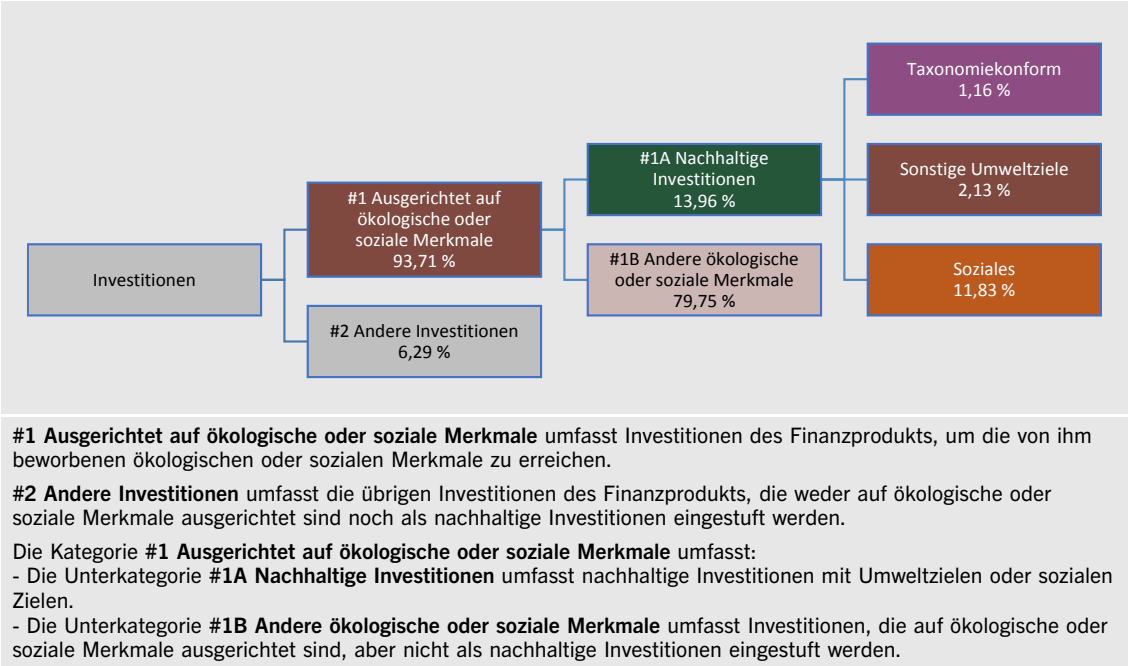 Investitionen
#1 Ausgerichtet auf
ökologische oder
soziale Merkmale
93,71 %
#2 Andere Investitionen
6,29 %
#1A Nachhaltige
Investitionen
13,96 %
#1B Andere ökologische
oder soziale Merkmale
79,75 %
Taxonomiekonform
1,16 %
Sonstige Umweltziele
2,13 %
Soziales
11,83 %
#1 Ausgerichtet auf ökologische oder soziale Merkmale umfasst Investitionen des Finanzprodukts, um die von ihm
beworbenen ökologischen oder sozialen Merkmale zu erreichen.
#2 Andere Investitionen umfasst die übrigen Investitionen des Finanzprodukts, die weder auf ökologische oder
soziale Merkmale ausgerichtet sind noch als nachhaltige Investitionen eingestuft werden.
Die Kategorie #1 Ausgerichtet auf ökologische oder soziale Merkmale umfasst:
- Die Unterkategorie #1A Nachhaltige Investitionen umfasst nachhaltige Investitionen mit Umweltzielen oder sozialen
Zielen.
- Die Unterkategorie #1B Andere ökologische oder soziale Merkmale umfasst Investitionen, die auf ökologische oder
soziale Merkmale ausgerichtet sind, aber nicht als nachhaltige Investitionen eingestuft werden.